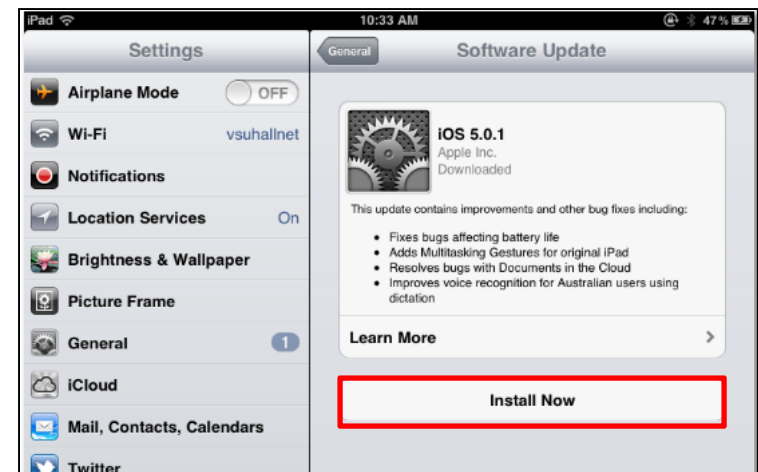 iPad 10:33 AM 47%
Settings
General Software Update
Airplane Mode OFF
Wi-Fi vsuhallnet
Notifications
Location Services On
Brightness & Wallpaper
Picture Frame
General 1
iCloud
Mail, Contacts, Calendars
Twitter
iOS 5.0.1
Apple Inc.
Downloaded
This update contains improvements and other bug fixes including:
• Fixes bugs affecting battery life
• Adds Multitasking Gestures for original iPad
• Resolves bugs with Documents in the Cloud
• Improves voice recognition for Australian users using
dictation
Learn More
Install Now